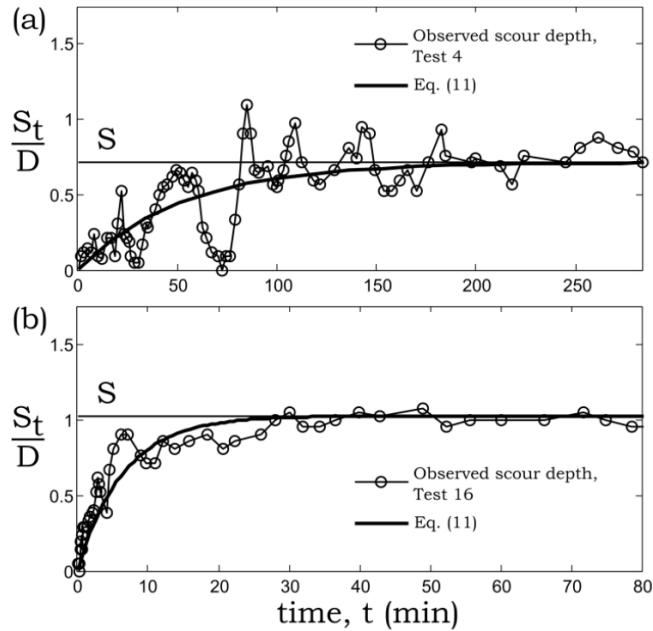 (a)
1.5
Observed scour depth,
Test 4
Eq. (11)
1
S
St
D
0.5
0
0 50 100 150 200 250
(b)
1.5
S
St
D
1
Observed scour depth,
Test 16
0.5
Eq. (11)
0
0 10 20 30 40 50 60 70 80
time, t (min)